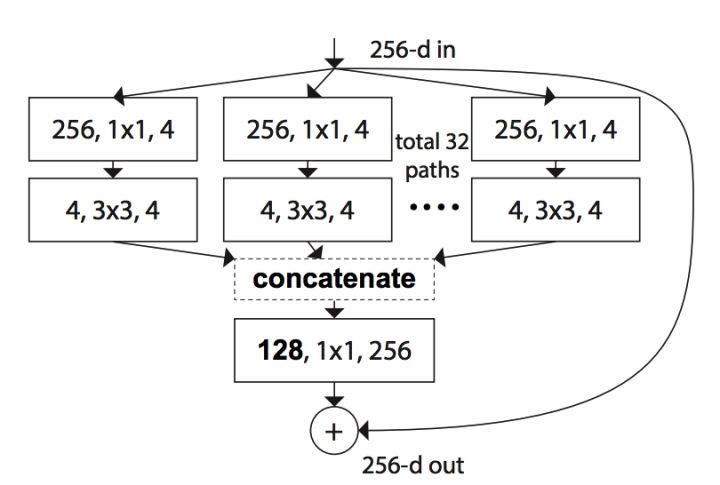 256-d in
256, 1x1, 4
256, 1x1, 4
total 32
paths
256, 1x1, 4
4, 3x3, 4
4, 3x3, 4
....
4, 3x3, 4
concatenate
128, 1x1, 256
+
256-d out